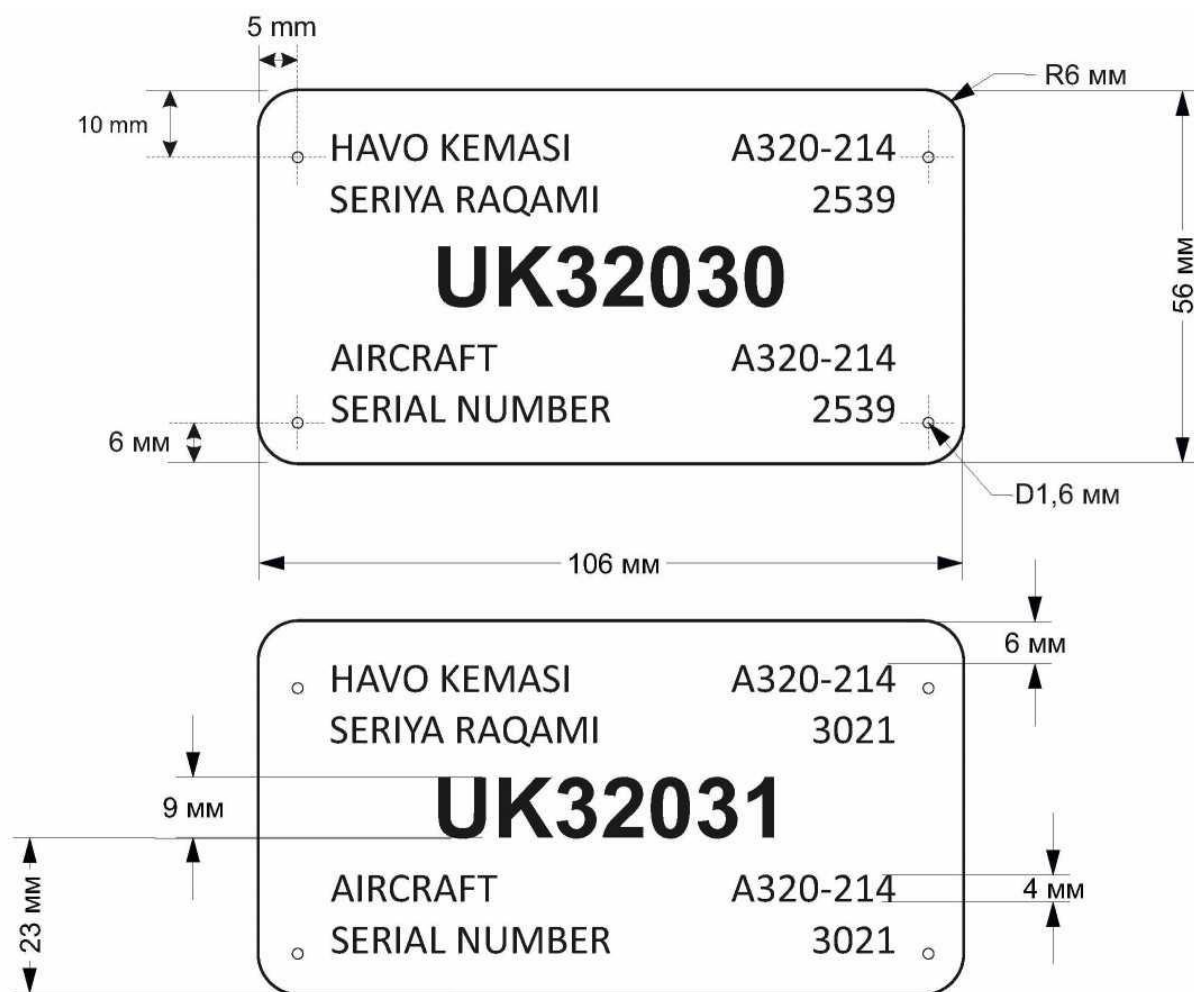 5 mm
R6 мм
10 mm
HAVO KEMASI A320-214
SERIYA RAQAMI 2539
UK32030
56 мм
AIRCRAFT A320-214
SERIAL NUMBER 2539
6 мм
D1,6 мм
106 мм
6 мм
HAVO KEMASI A320-214
SERIYA RAQAMI 3021
9 мм
UK32031
AIRCRAFT A320-214
4 мм
23 мм
SERIAL NUMBER 3021